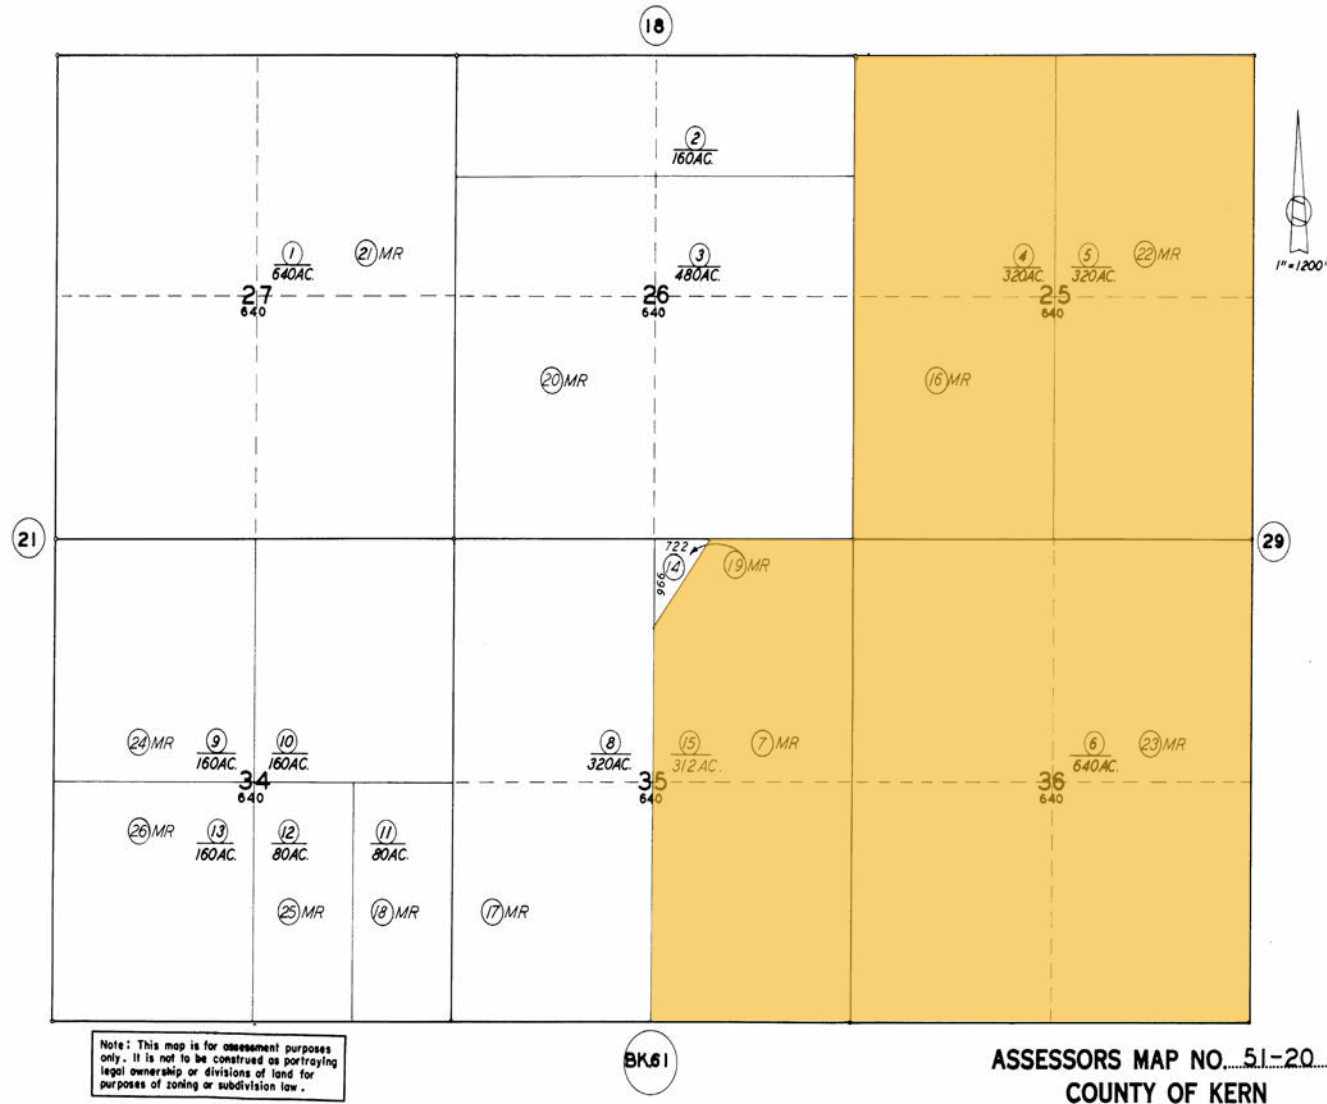 18
2
160AC.
1
640AC.
21 MR
3
480AC.
4
320AC.
5
320AC.
22 MR
1"=1200'
27
640
26
640
25
640
20 MR
16 MR
21
29
722
966
14
19 MR
24 MR
9
160AC.
10
160AC.
8
320AC.
15
312 AC.
7 MR
6
640AC.
23 MR
34
640
35
640
36
640
26 MR
13
160AC.
12
80AC.
11
80AC.
25 MR
18 MR
17 MR
Note: This map is for assessment purposes
only. It is not to be construed as portraying
legal ownership or divisions of land for
purposes of zoning or subdivision law.
BK.61
ASSESSORS MAP NO. 51-20
COUNTY OF KERN